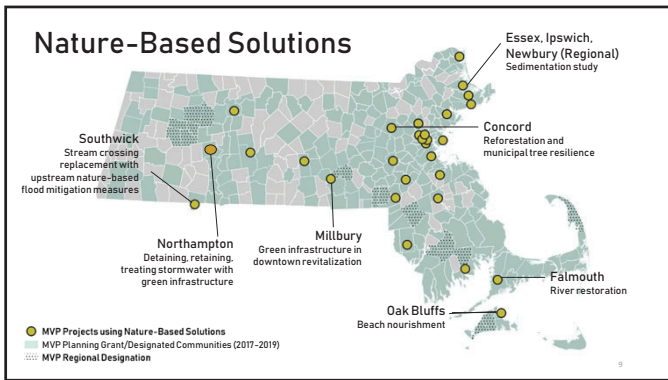 Nature-Based Solutions
Essex, Ipswich,
Newbury (Regional)
Sedimentation study
Concord
Reforestation and
municipal tree resilience
Southwick
Stream crossing
replacement with
upstream nature-based
flood mitigation measures
Northampton
Detaining, retaining,
treating stormwater with
green infrastructure
Millbury
Green infrastructure in
downtown revitalization
Falmouth
River restoration
Oak Bluffs
Beach nourishment
MVP Projects using Nature-Based Solutions
MVP Planning Grant/Designated Communities (2017-2019)
MVP Regional Designation
9